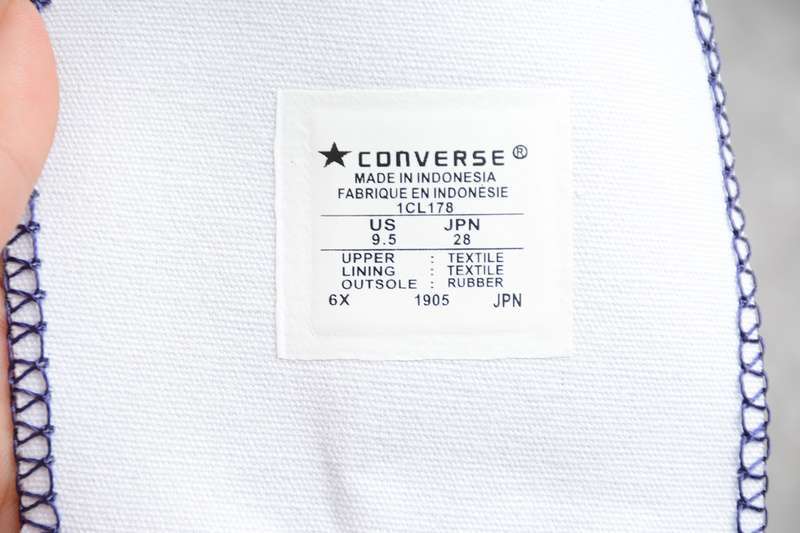 ★ CONVERSE®
MADE IN INDONESIA
FABRIQUE EN INDONÉSIE
1CL178
US JPN
9.5 28
UPPER : TEXTILE
LINING : TEXTILE
OUTSOLE : RUBBER
6X 1905 JPN